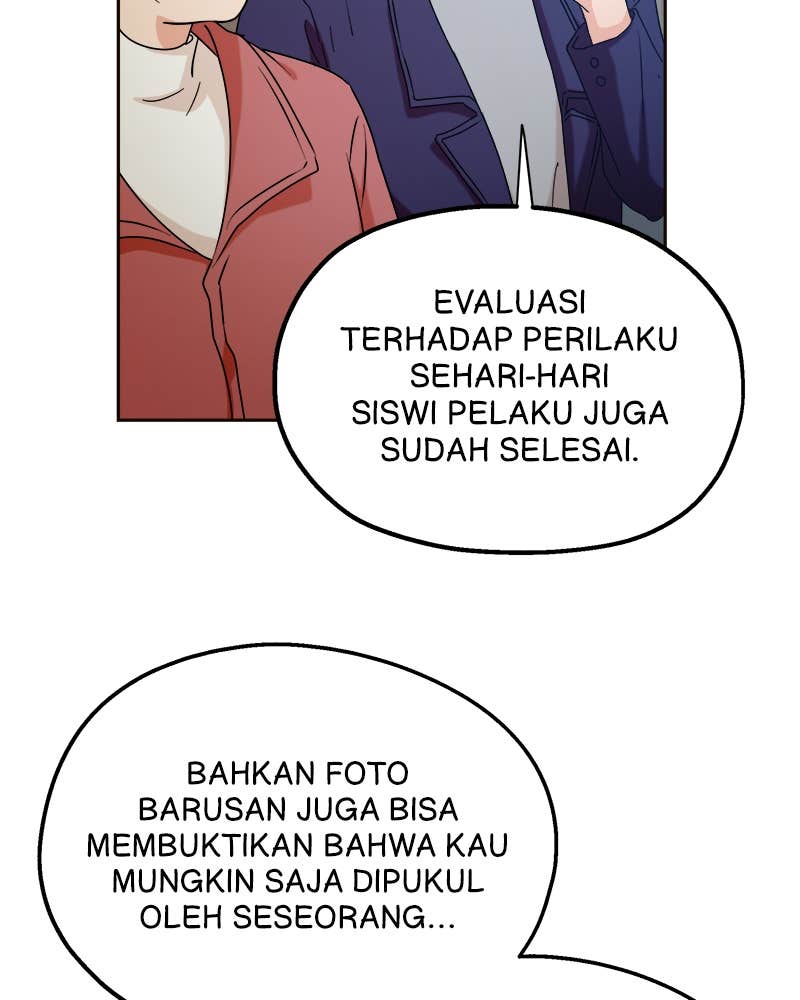 EVALUASI
TERHADAP PERILAKU
SEHARI-HARI
SISWI PELAKU JUGA
SUDAH SELESAI.
BAHKAN FOTO
BARUSAN JUGA BISA
MEMBUKTIKAN BAHWA KAU
MUNGKIN SAJA DIPUKUL
OLEH SESEORANG...